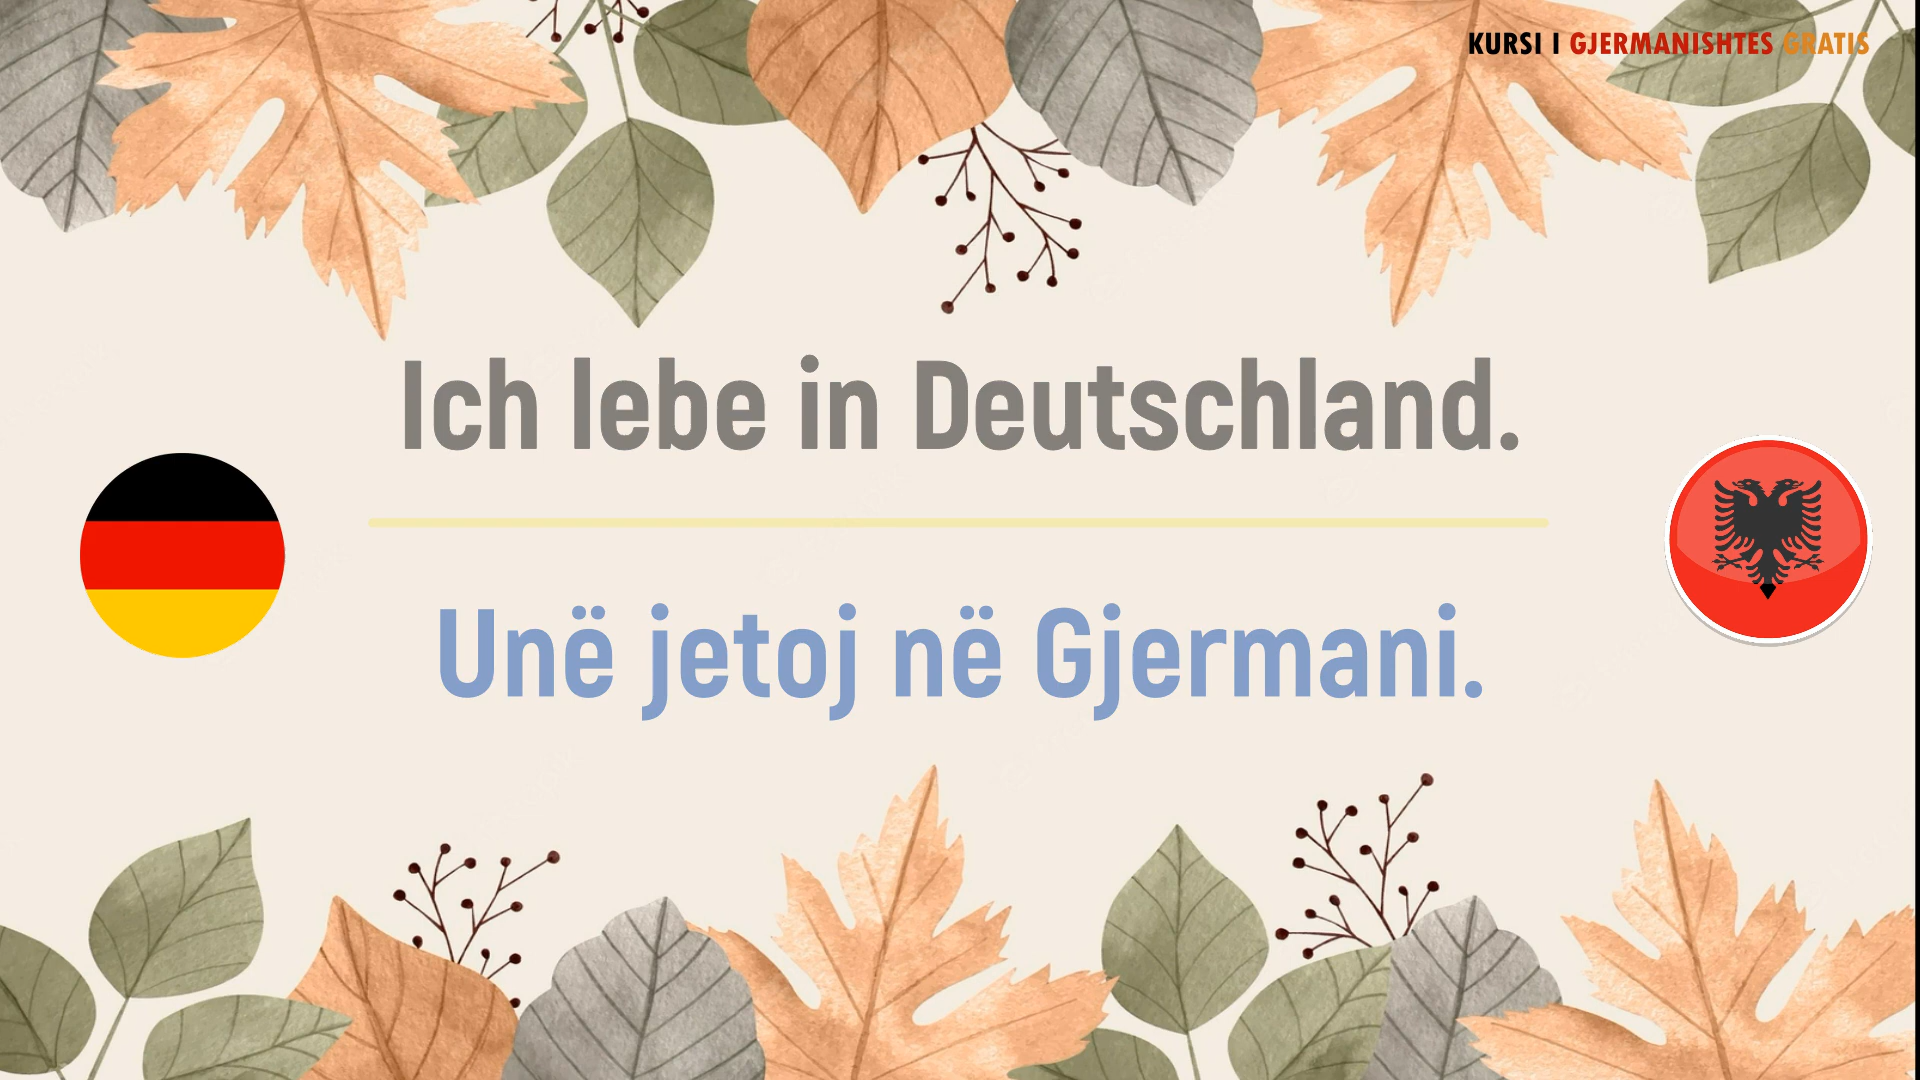 KURSI I GJERMANISHTES GRATIS
Ich lebe in Deutschland.
Unë jetoj në Gjermani.